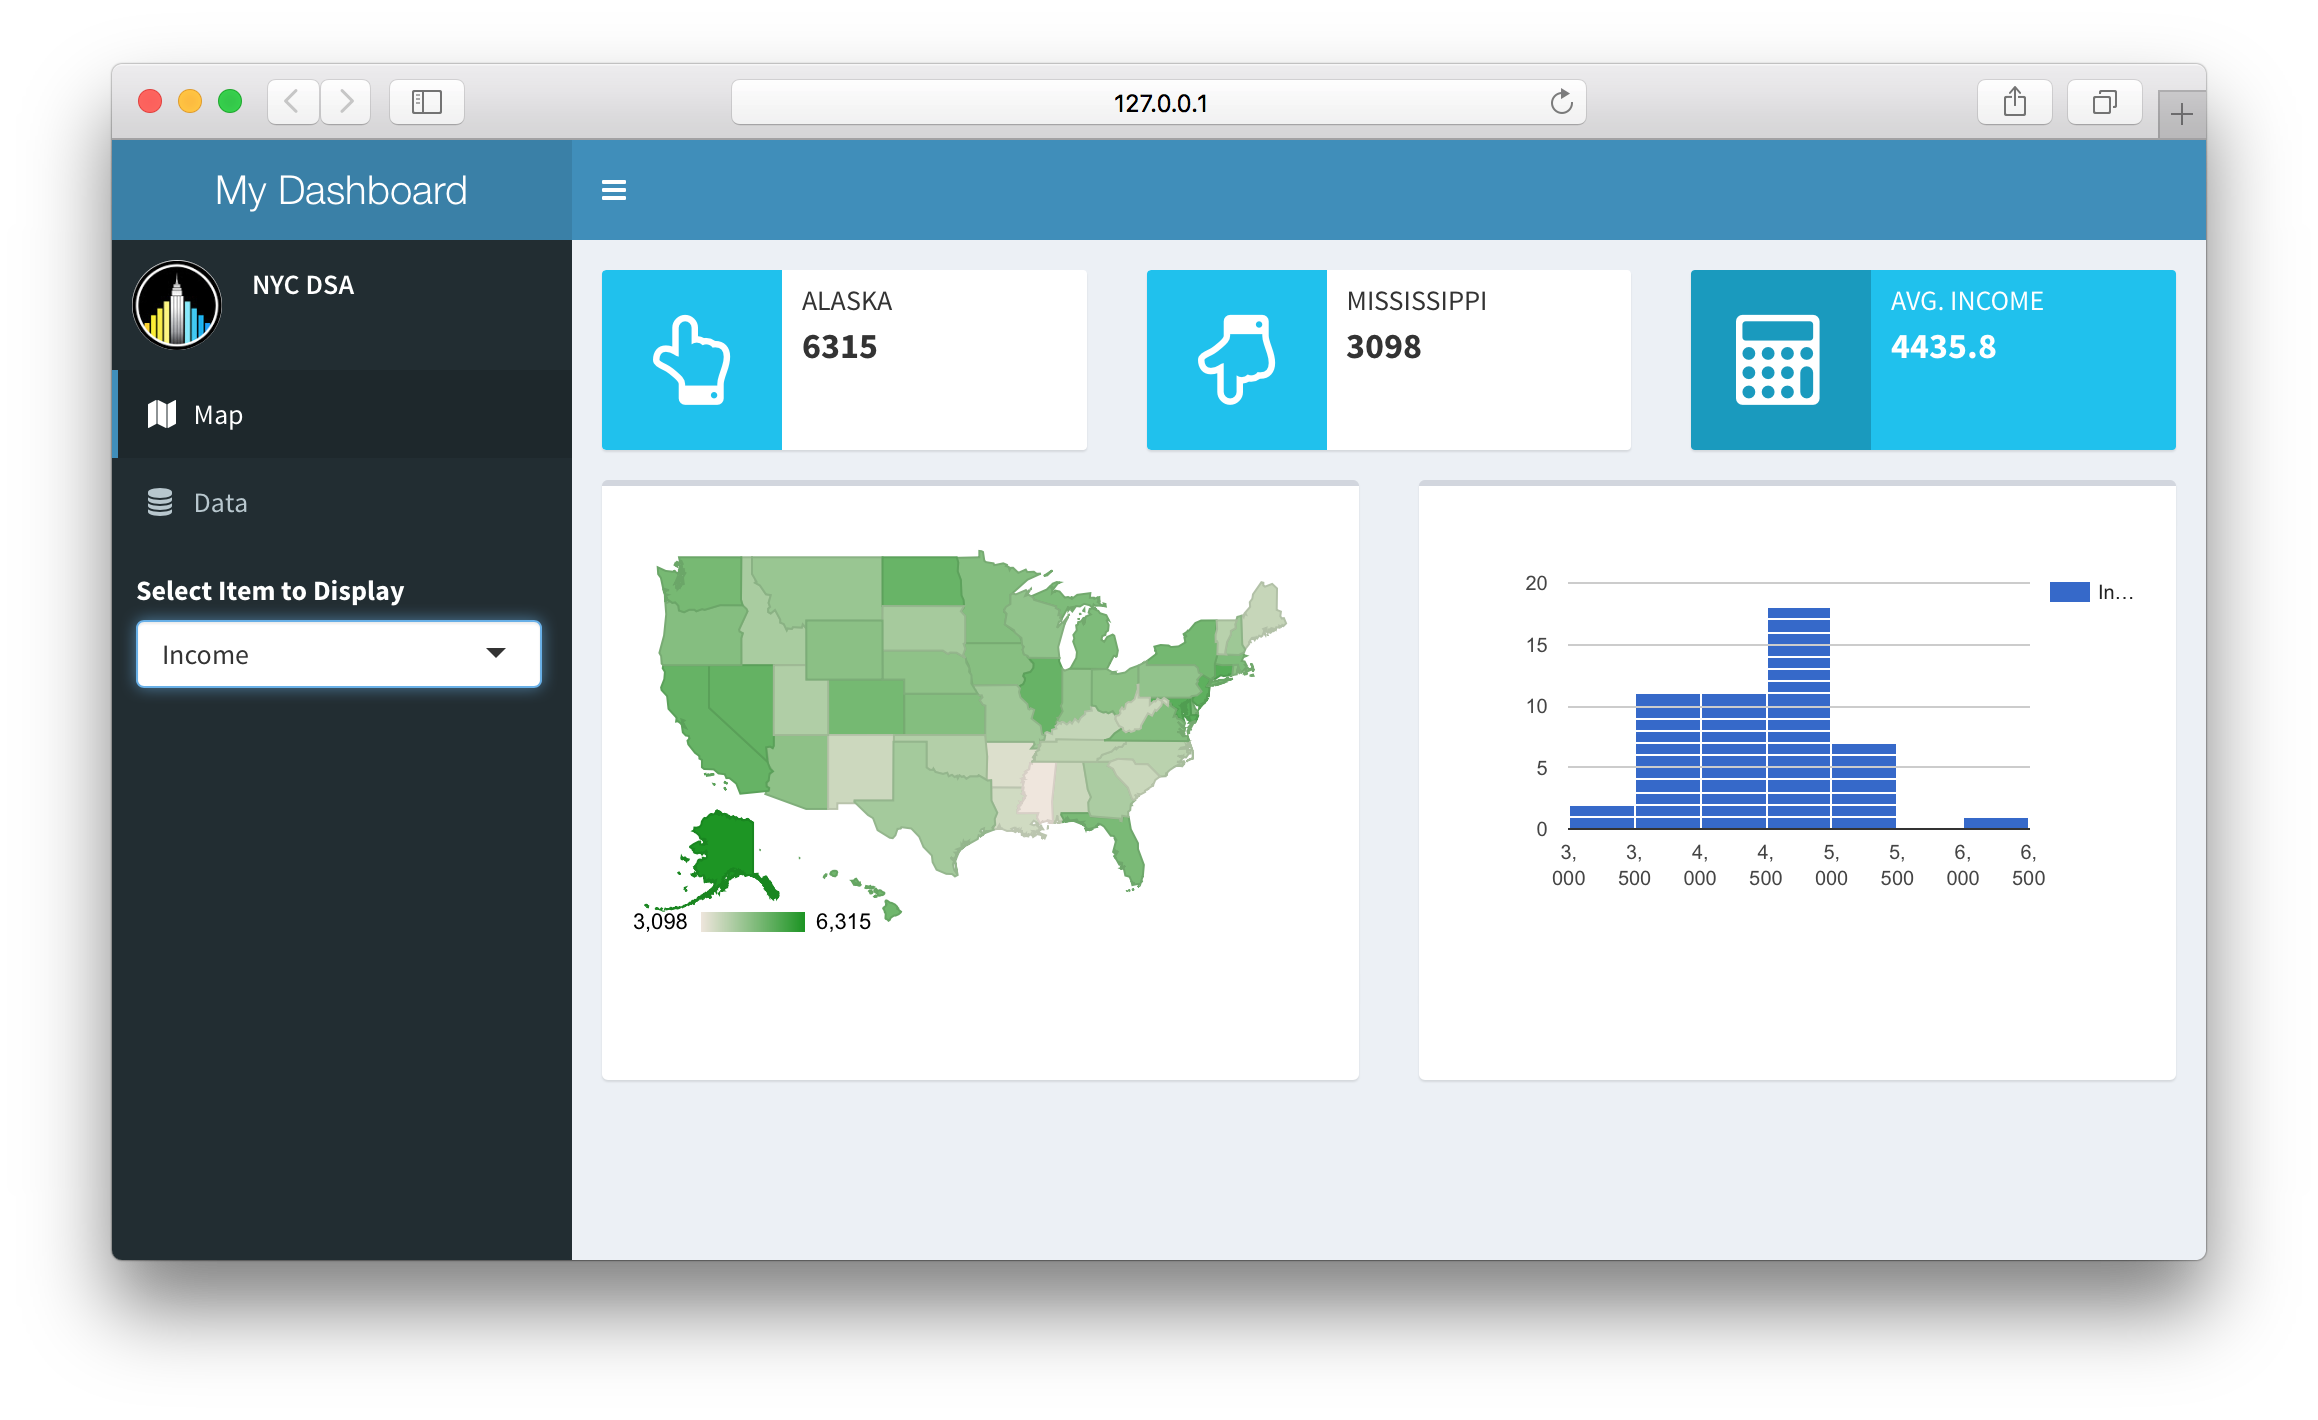 127.0.0.1
My Dashboard
NYC DSA
Map
Data
Select Item to Display
Income
ALASKA
6315
MISSISSIPPI
3098
AVG. INCOME
4435.8
3,098
6,315
20
15
10
5
0
In...
3,
000
3,
500
4,
000
4,
500
5,
000
5,
500
6,
000
6,
500